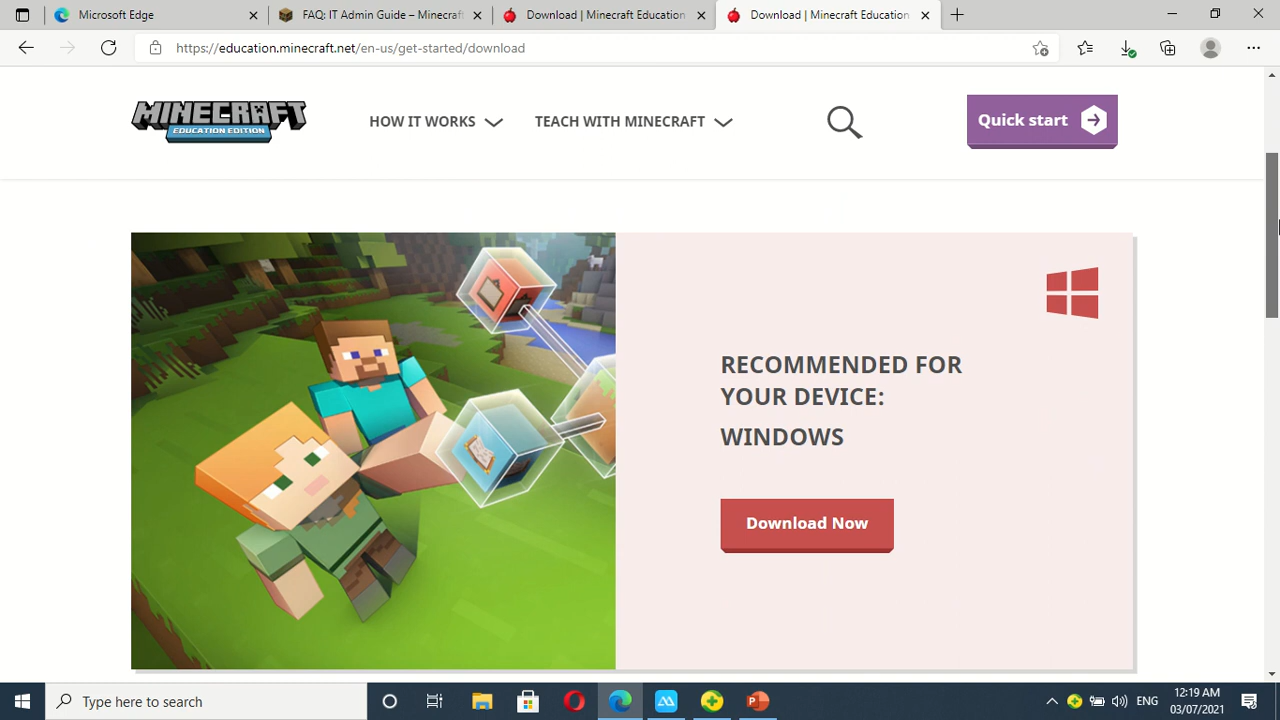 Microsoft Edge
FAQ: IT Admin Guide – Minecraf
Download | Minecraft Education
Download | Minecraft Education
https://education.minecraft.net/en-us/get-started/download
MINECRAFT
EDUCATION EDITION
HOW IT WORKS
TEACH WITH MINECRAFT
Quick start
RECOMMENDED FOR
YOUR DEVICE:
WINDOWS
Download Now
Type here to search
ENG
12:19 AM
03/07/2021